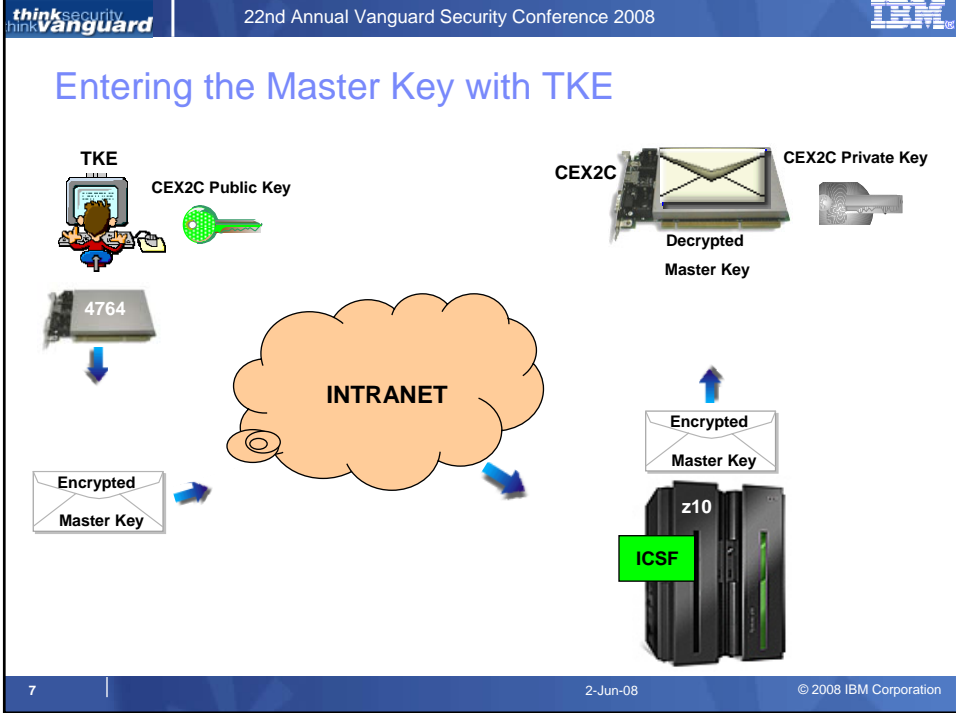 thinksecurity
thinkvanguard
22nd Annual Vanguard Security Conference 2008
IBM®
Entering the Master Key with TKE
TKE
CEX2C Public Key
4764
Encrypted
Master Key
INTRANET
CEX2C
CEX2C Private Key
Decrypted
Master Key
Encrypted
Master Key
z10
ICSF
7
2-Jun-08
© 2008 IBM Corporation